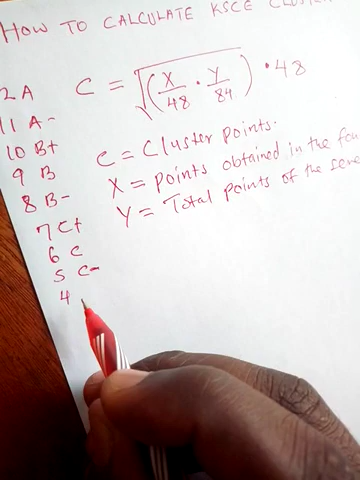 HOW TO CALCULATE KSCE
C = √(X/48 · Y/84) · 48
2 A
11 A-
10 B+
9 B
8 B-
7 C+
6 C
5 C-
4
C = Cluster points.
X = Points obtained in the
Y = Total points of the